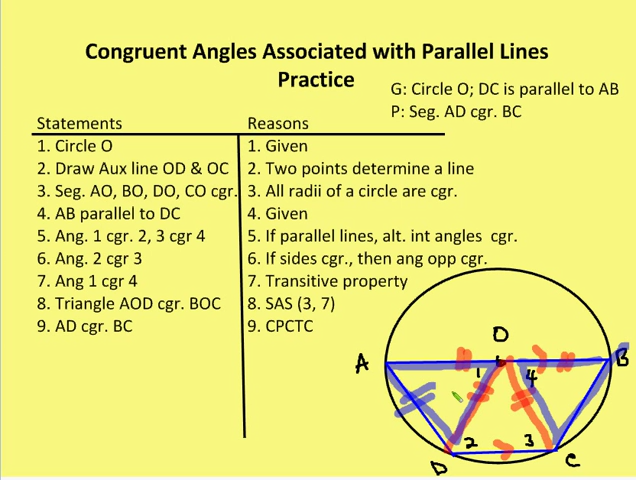 Congruent Angles Associated with Parallel Lines
Practice
G: Circle O; DC is parallel to AB
P: Seg. AD cgr. BC
Statements Reasons
1. Circle O 1. Given
2. Draw Aux line OD & OC 2. Two points determine a line
3. Seg. AO, BO, DO, CO cgr. 3. All radii of a circle are cgr.
4. AB parallel to DC 4. Given
5. Ang. 1 cgr. 2, 3 cgr 4 5. If parallel lines, alt. int angles cgr.
6. Ang. 2 cgr 3 6. If sides cgr., then ang opp cgr.
7. Ang 1 cgr 4 7. Transitive property
8. Triangle AOD cgr. BOC 8. SAS (3, 7)
9. AD cgr. BC 9. CPCTC
O
A B
1 4
2 3
D C